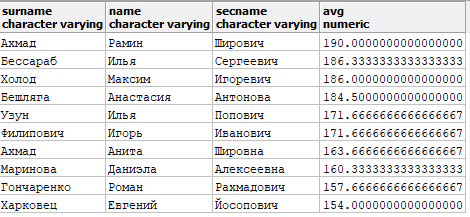 surname name secname avg
character varying character varying character varying numeric
Ахмад Рамин Ширович 190.0000000000000000
Бессараб Илья Сергеевич 186.3333333333333333
Холод Максим Игоревич 186.0000000000000000
Бешляга Анастасия Антонова 184.5000000000000000
Узун Илья Попович 171.6666666666666667
Филипович Игорь Иванович 171.6666666666666667
Ахмад Анита Шировна 163.6666666666666667
Маринова Даниэла Алексеевна 160.3333333333333333
Гончаренко Роман Рахмадович 157.6666666666666667
Харковец Евгений Йосопович 154.0000000000000000